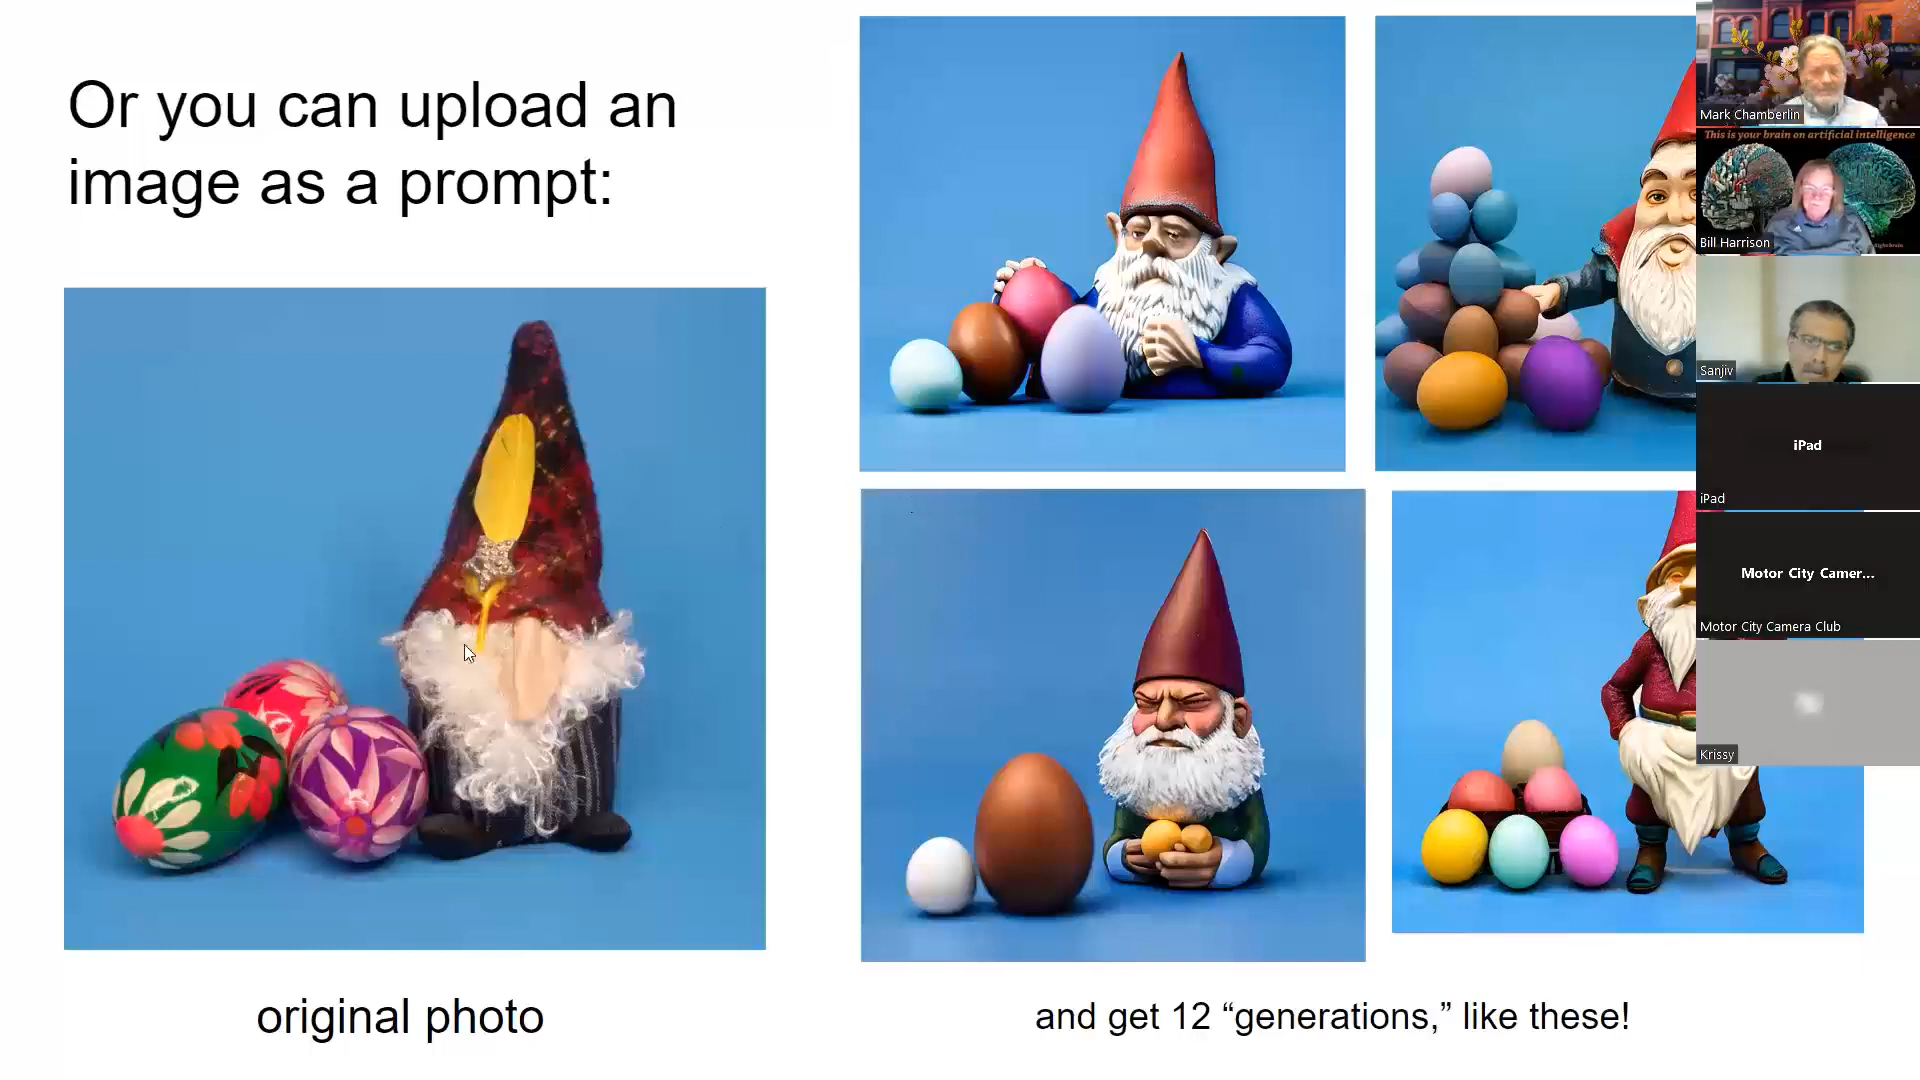 Or you can upload an
image as a prompt:
original photo
and get 12 “generations,” like these!
Mark Chamberlin
This is your brain on artificial intelligence
Bill Harrison
Sanjiv
iPad
iPad
Motor City Camer...
Motor City Camera Club
Krissy